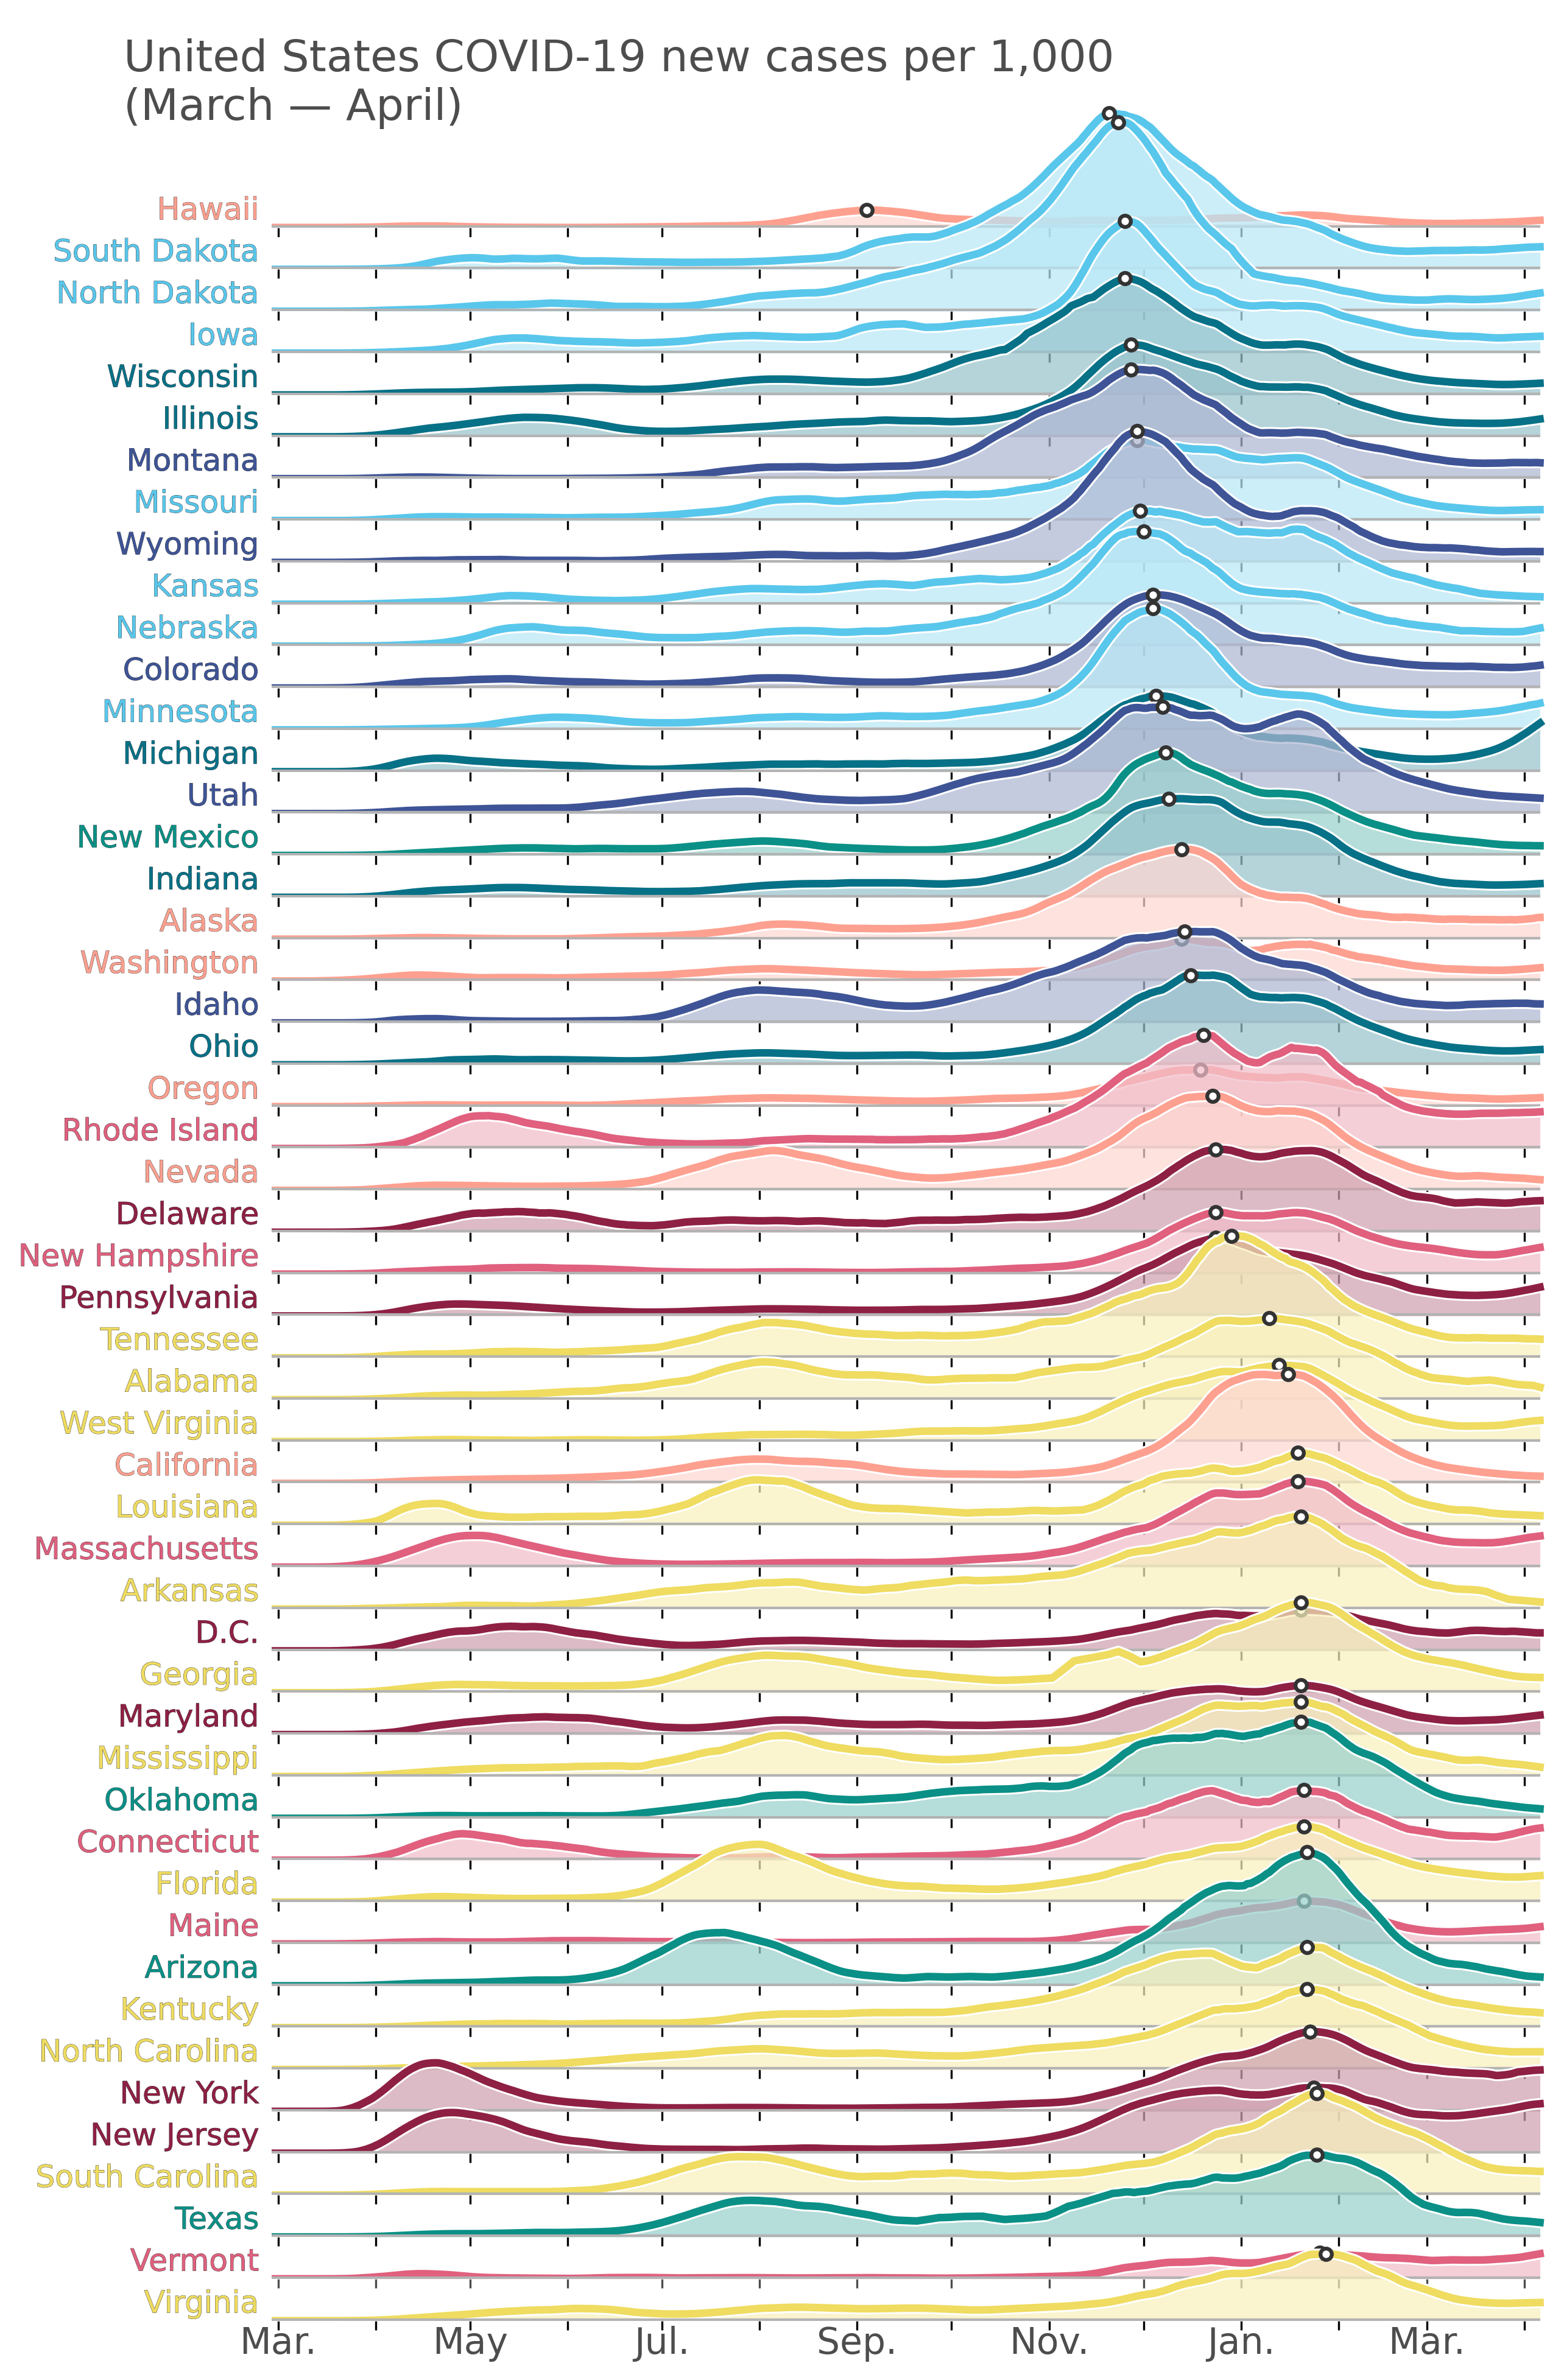 United States COVID-19 new cases per 1,000
(March — April)
Hawaii
South Dakota
North Dakota
Iowa
Wisconsin
Illinois
Montana
Missouri
Wyoming
Kansas
Nebraska
Colorado
Minnesota
Michigan
Utah
New Mexico
Indiana
Alaska
Washington
Idaho
Ohio
Oregon
Rhode Island
Nevada
Delaware
New Hampshire
Pennsylvania
Tennessee
Alabama
West Virginia
California
Louisiana
Massachusetts
Arkansas
D.C.
Georgia
Maryland
Mississippi
Oklahoma
Connecticut
Florida
Maine
Arizona
Kentucky
North Carolina
New York
New Jersey
South Carolina
Texas
Vermont
Virginia
Mar. May Jul. Sep. Nov. Jan. Mar.